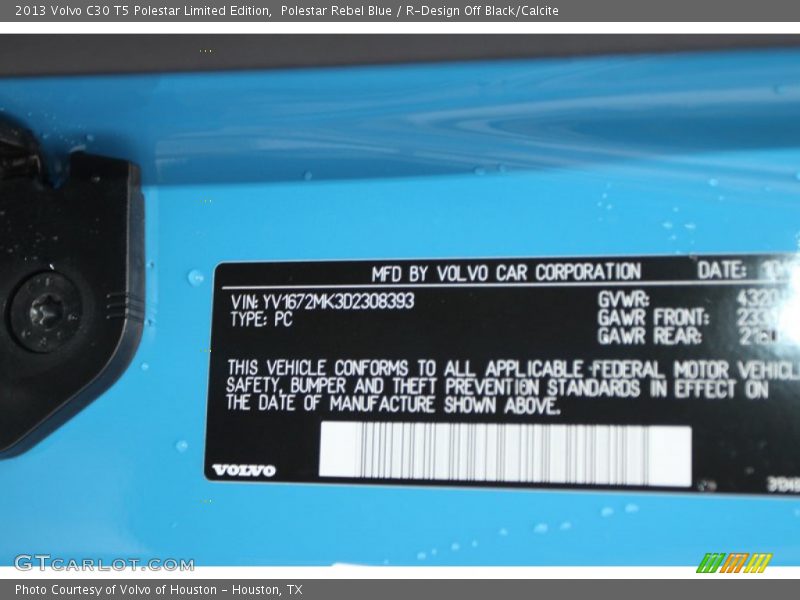 2013 Volvo C30 T5 Polestar Limited Edition,  Polestar Rebel Blue / R-Design Off Black/Calcite
MFD BY VOLVO CAR CORPORATION DATE:
VIN: YV1672MK3D2308393 GVWR:
TYPE: PC GAWR FRONT:
GAWR REAR:
THIS VEHICLE CONFORMS TO ALL APPLICABLE FEDERAL MOTOR VEHICLE
SAFETY, BUMPER AND THEFT PREVENTION STANDARDS IN EFFECT ON
THE DATE OF MANUFACTURE SHOWN ABOVE.
VOLVO
GTCARLOT.COM
Photo Courtesy of Volvo of Houston - Houston, TX